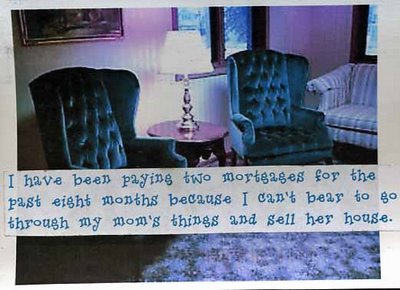 I have been paying two mortgages for the
past eight months because I can't bear to go
through my mom's things and sell her house.